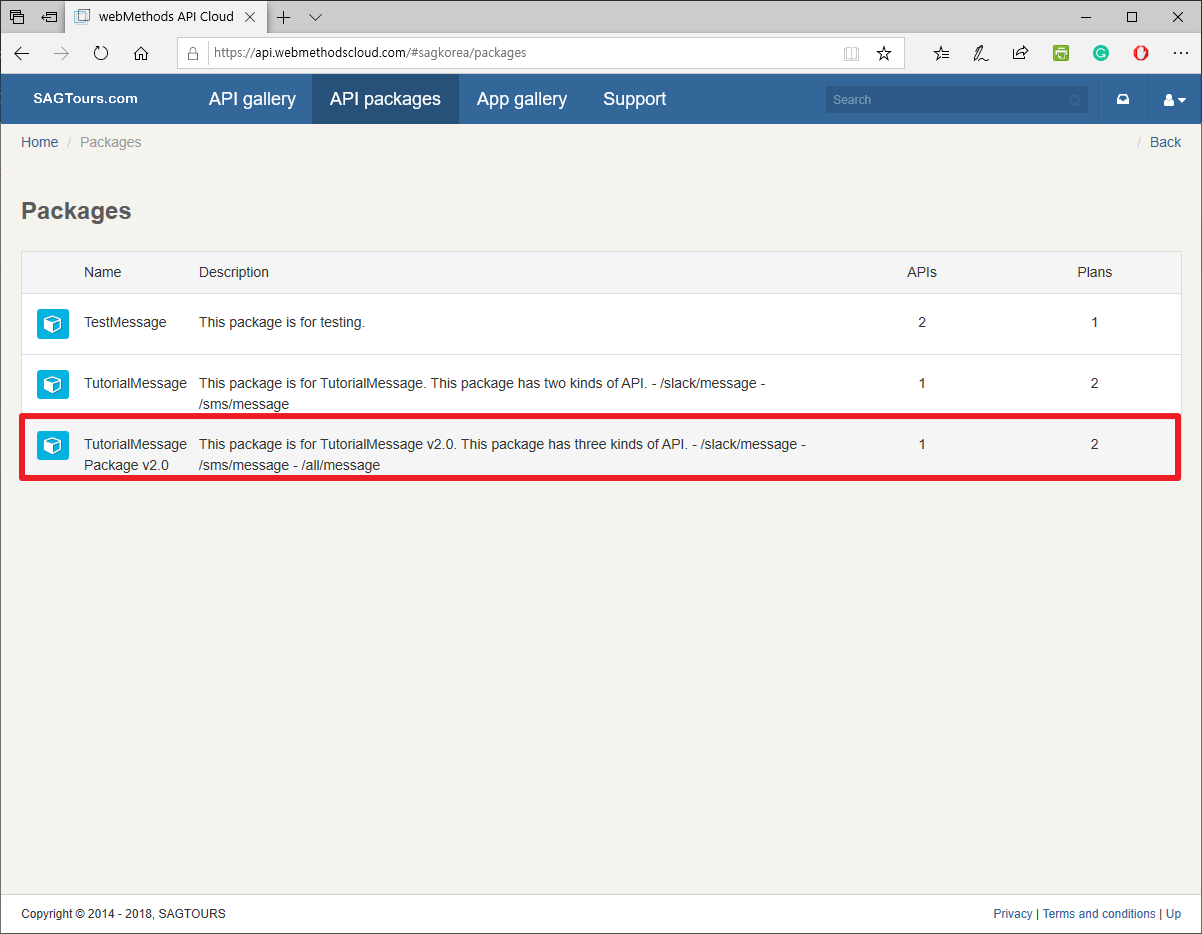 webMethods API Cloud
https://api.webmethodscloud.com/#sagkorea/packages
SAGTours.com API gallery API packages App gallery Support Search
Home / Packages / Back
Packages
Name Description APIs Plans
TestMessage This package is for testing. 2 1
TutorialMessage This package is for TutorialMessage. This package has two kinds of API. - /slack/message - 1 2
/sms/message
TutorialMessage This package is for TutorialMessage v2.0. This package has three kinds of API. - /slack/message - 1 2
Package v2.0 /sms/message - /all/message
Copyright © 2014 - 2018, SAGTOURS Privacy | Terms and conditions | Up